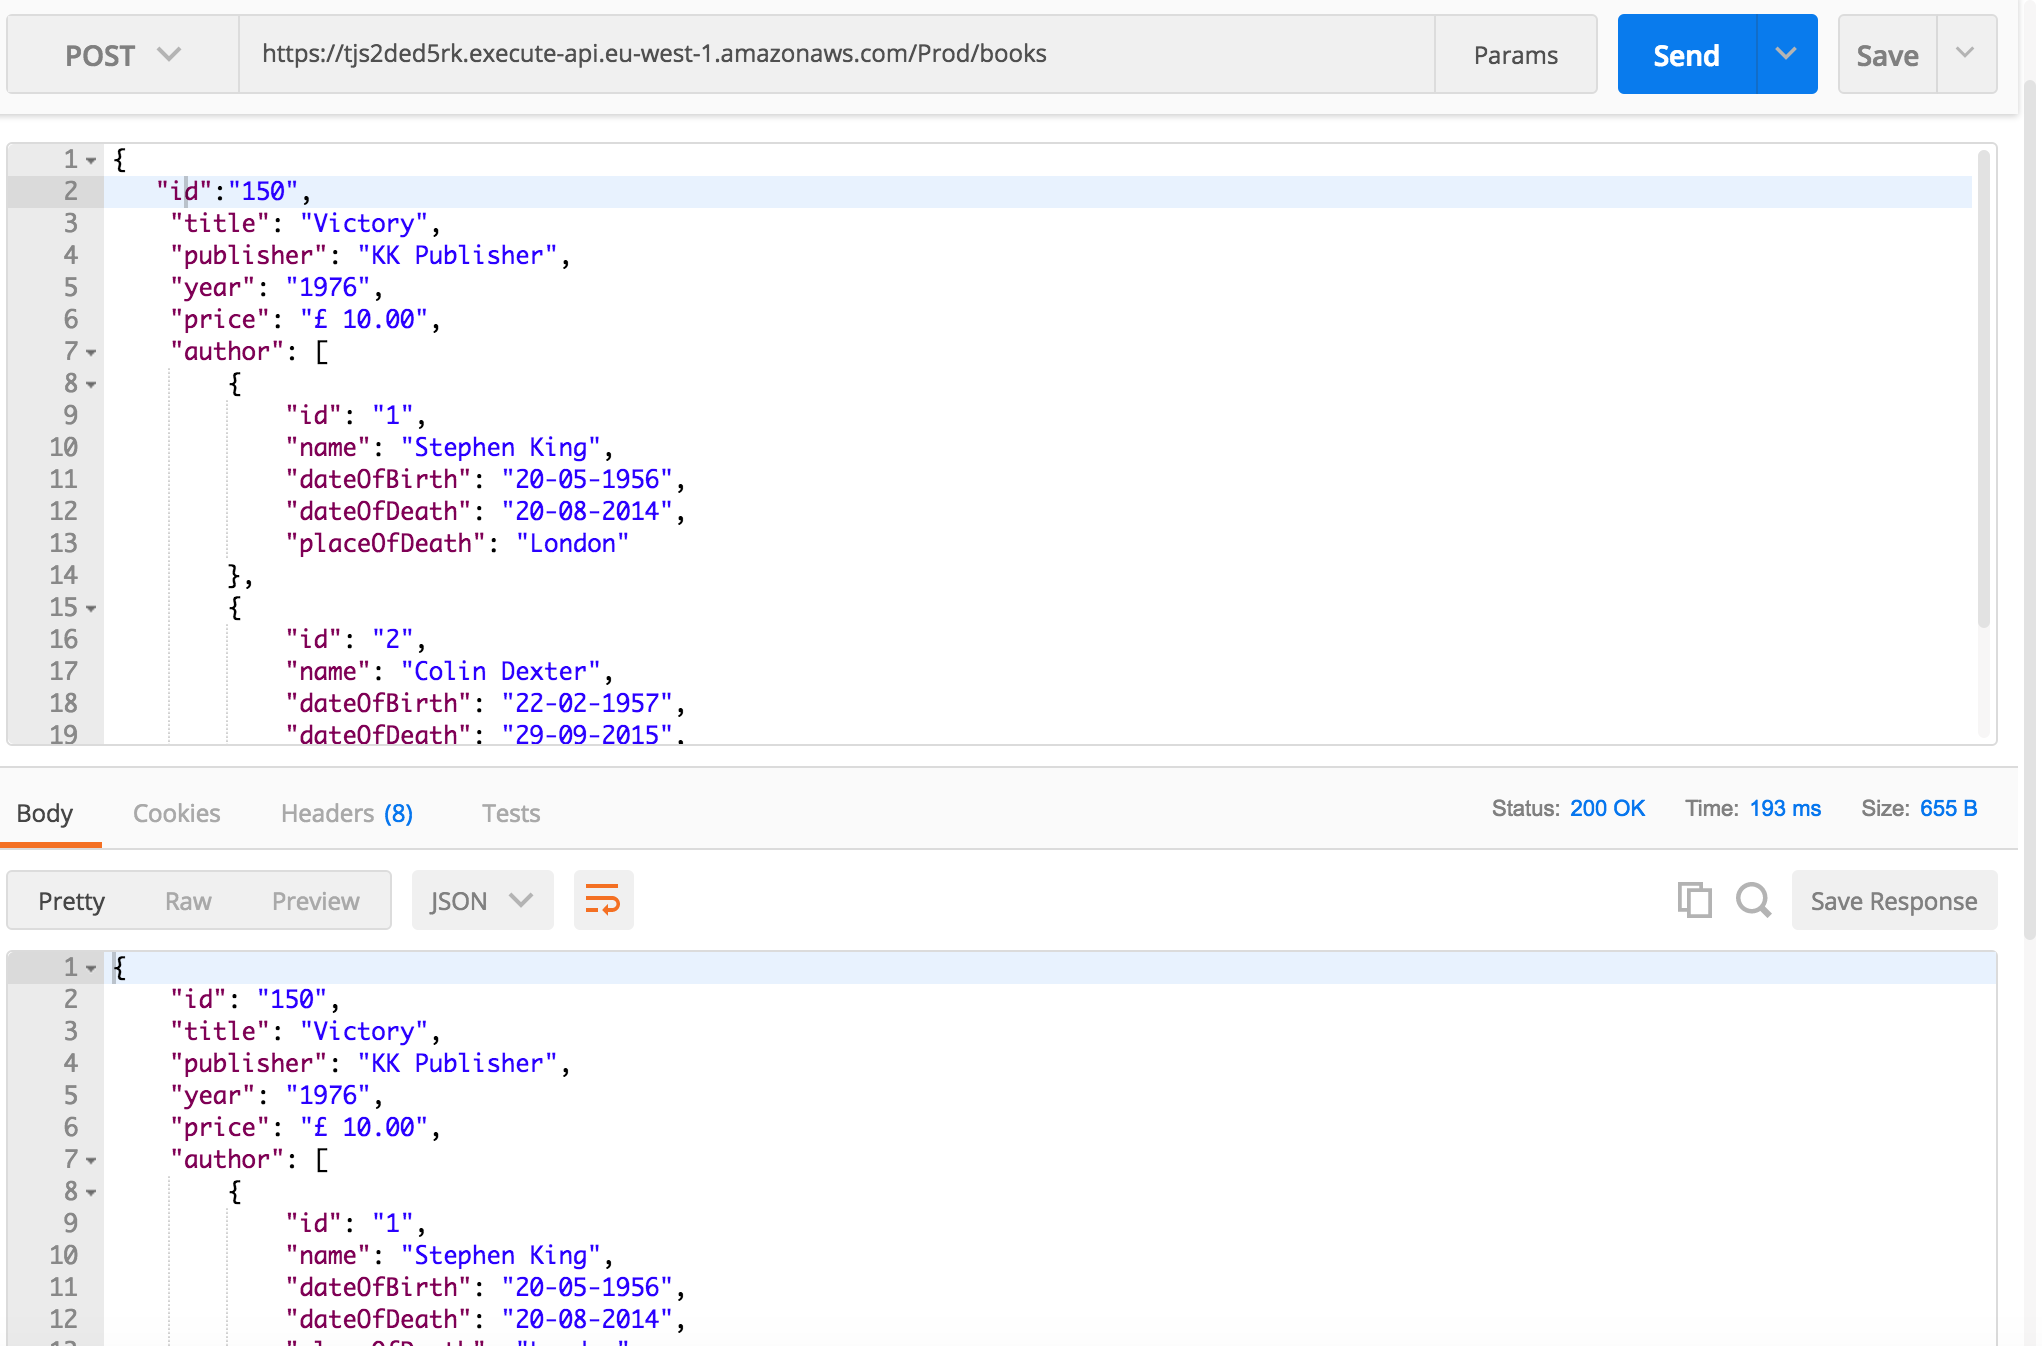 POST https://tjs2ded5rk.execute-api.eu-west-1.amazonaws.com/Prod/books Params Send Save
1 {
2 "id":"150",
3 "title": "Victory",
4 "publisher": "KK Publisher",
5 "year": "1976",
6 "price": "£ 10.00",
7 "author": [
8 {
9 "id": "1",
10 "name": "Stephen King",
11 "dateOfBirth": "20-05-1956",
12 "dateOfDeath": "20-08-2014",
13 "placeOfDeath": "London"
14 },
15 {
16 "id": "2",
17 "name": "Colin Dexter",
18 "dateOfBirth": "22-02-1957",
19 "dateOfDeath": "29-09-2015",
Body Cookies Headers (8) Tests Status: 200 OK Time: 193 ms Size: 655 B
Pretty Raw Preview JSON Save Response
1 {
2 "id": "150",
3 "title": "Victory",
4 "publisher": "KK Publisher",
5 "year": "1976",
6 "price": "£ 10.00",
7 "author": [
8 {
9 "id": "1",
10 "name": "Stephen King",
11 "dateOfBirth": "20-05-1956",
12 "dateOfDeath": "20-08-2014",